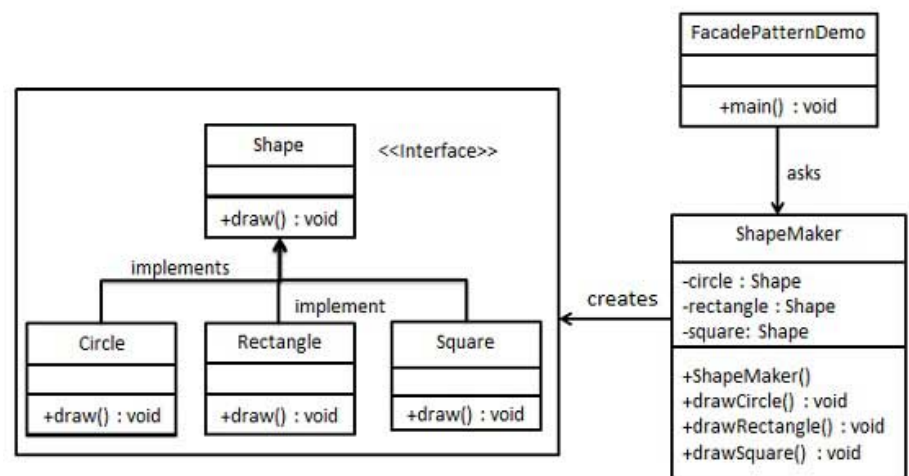 FacadePatternDemo
+main() : void
asks
Shape
<<Interface>>
+draw() : void
implements
implement
Circle
+draw() : void
Rectangle
+draw() : void
Square
+draw() : void
creates
ShapeMaker
-circle : Shape
-rectangle : Shape
-square: Shape
+ShapeMaker()
+drawCircle() : void
+drawRectangle() : void
+drawSquare() : void